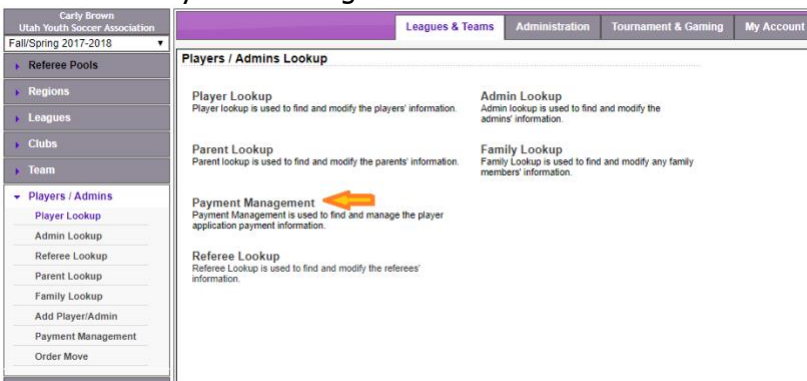 Carly Brown
Utah Youth Soccer Association
Fall/Spring 2017-2018
Referee Pools
Regions
Leagues
Clubs
Team
Players / Admins
Player Lookup
Admin Lookup
Referee Lookup
Parent Lookup
Family Lookup
Add Player/Admin
Payment Management
Order Move
Leagues & Teams
Administration
Tournament & Gaming
My Account
Players / Admins Lookup
Player Lookup
Player lookup is used to find and modify the players' information.
Admin Lookup
Admin lookup is used to find and modify the
admins' information.
Parent Lookup
Parent lookup is used to find and modify the parents' information.
Family Lookup
Family Lookup is used to find and modify any family
members' information.
Payment Management
Payment Management is used to find and manage the player
application payment information.
Referee Lookup
Referee Lookup is used to find and modify the referees'
information.